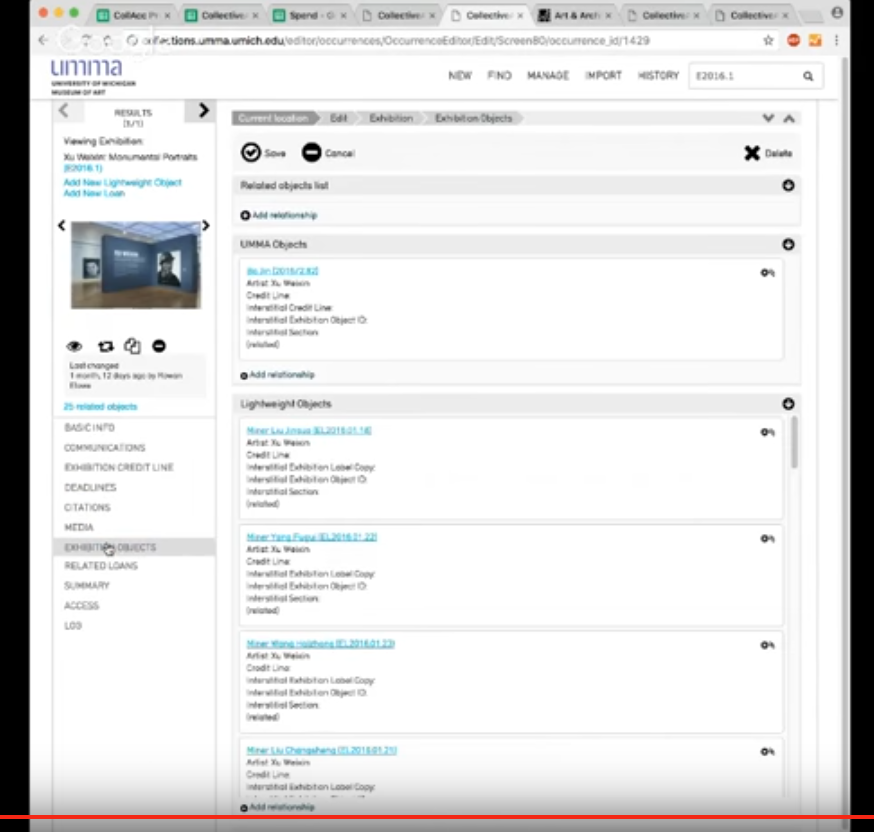 CollAcc Pr
Collective
Spend - G
Collective
Collective
Art & Arch
Collective
Collective
ections.umma.umich.edu/editor/occurrences/OccurrenceEditor/Edit/Screen80/occurrence_id/1429
umma
UNIVERSITY OF MICHIGAN
MUSEUM OF ART
NEW FIND MANAGE IMPORT HISTORY E2016.1
RESULTS
(1/1)
Viewing Exhibition:
Xu Weixin: Monumental Portraits
(E2016.1)
Add New Lightweight Object
Add New Loan
Last changed
1 month, 12 days ago by Rowan
25 related objects
BASIC INFO
COMMUNICATIONS
EXHIBITION CREDIT LINE
DEADLINES
CITATIONS
MEDIA
EXHIBITION OBJECTS
RELATED LOANS
SUMMARY
ACCESS
LOG
Current location Edit Exhibition Exhibition Objects
Save Cancel Delete
Related objects list
Add relationship
UMMA Objects
Ba Jin (2016/2.82)
Artist Xu Weixin
Credit Line:
Interstitial Credit Line:
Interstitial Exhibition Object ID:
Interstitial Section:
(related)
Add relationship
Lightweight Objects
Miner Liu (EL2016.01.18)
Artist Xu Weixin
Credit Line:
Interstitial Exhibition Label Copy:
Interstitial Exhibition Object ID:
Interstitial Section:
(related)
Miner Yang Fugui (EL2016.01.22)
Artist Xu Weixin
Credit Line:
Interstitial Exhibition Label Copy:
Interstitial Exhibition Object ID:
Interstitial Section:
(related)
Miner Wang Haizhong (EL2016.01.23)
Artist Xu Weixin
Credit Line:
Interstitial Exhibition Label Copy:
Interstitial Exhibition Object ID:
Interstitial Section:
(related)
Miner Liu Changsheng (EL2016.01.21)
Artist Xu Weixin
Credit Line:
Interstitial Exhibition Label Copy:
Add relationship